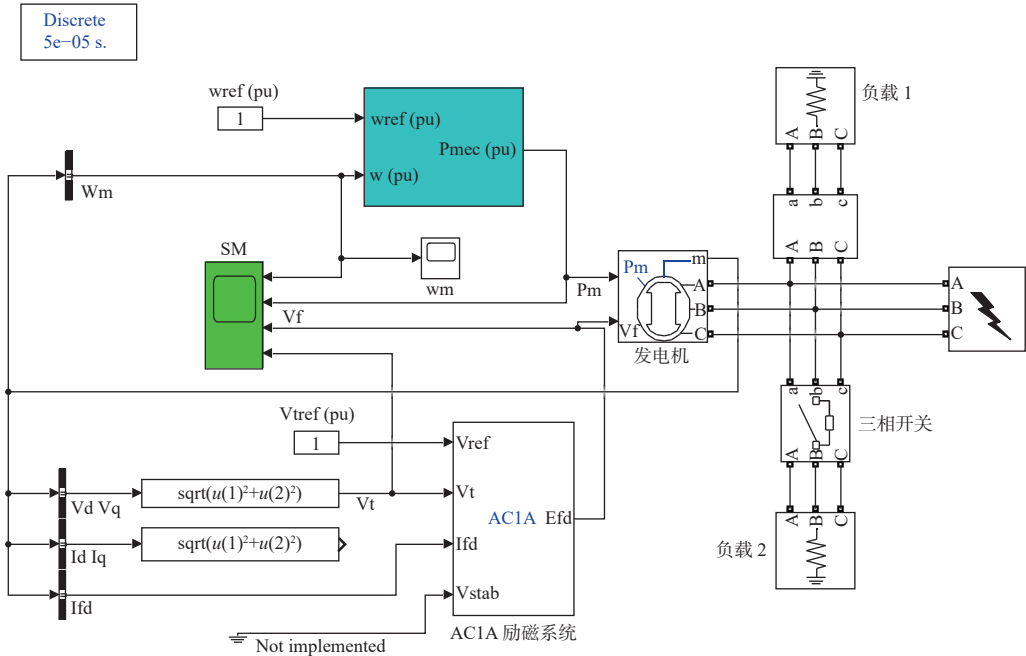 Discrete
5e−05 s.
wref (pu)
1
wref (pu)
Pmec (pu)
w (pu)
Wm
SM
wm
Vf
Pm
Pm
m
A
B
C
Vf
发电机
负载 1
A B C
a b c
A B C
A
B
C
a b c
三相开关
A B C
A B C
负载 2
Vtref (pu)
1
Vref
Vt
AC1A Efd
Ifd
Vstab
AC1A 励磁系统
Vd Vq
sqrt(u(1)²+u(2)²)
Vt
Id Iq
sqrt(u(1)²+u(2)²)
Ifd
Not implemented